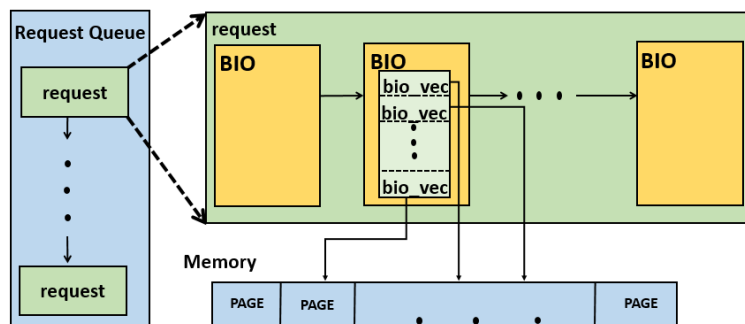 Request Queue
request
request
request
BIO
BIO
bio_vec
bio_vec
bio_vec
BIO
Memory
PAGE
PAGE
PAGE